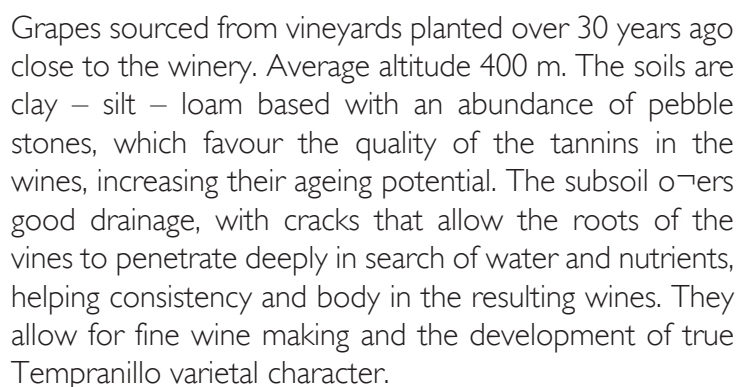 Grapes sourced from vineyards planted over 30 years ago
close to the winery. Average altitude 400 m. The soils are
clay – silt – loam based with an abundance of pebble
stones, which favour the quality of the tannins in the
wines, increasing their ageing potential. The subsoil o¬ers
good drainage, with cracks that allow the roots of the
vines to penetrate deeply in search of water and nutrients,
helping consistency and body in the resulting wines. They
allow for fine wine making and the development of true
Tempranillo varietal character.